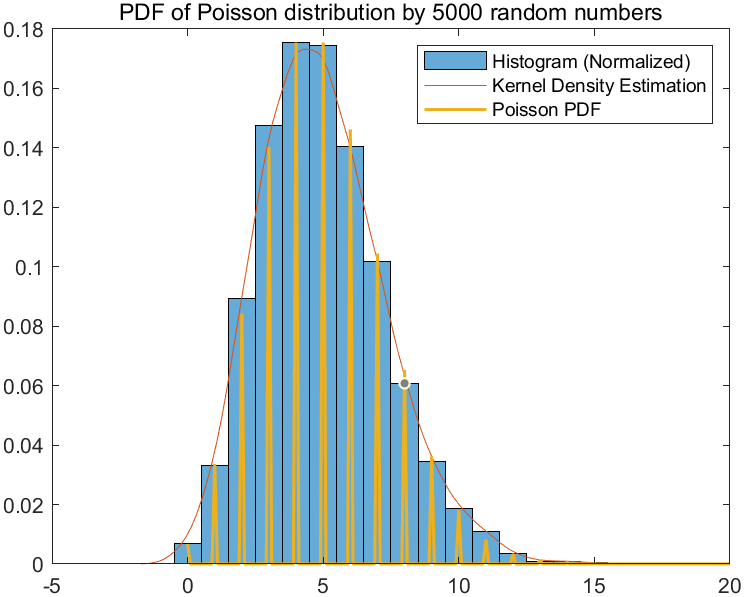 PDF of Poisson distribution by 5000 random numbers
0.18
0.16
0.14
0.12
0.1
0.08
0.06
0.04
0.02
0
Histogram (Normalized)
Kernel Density Estimation
Poisson PDF
-5 0 5 10 15 20